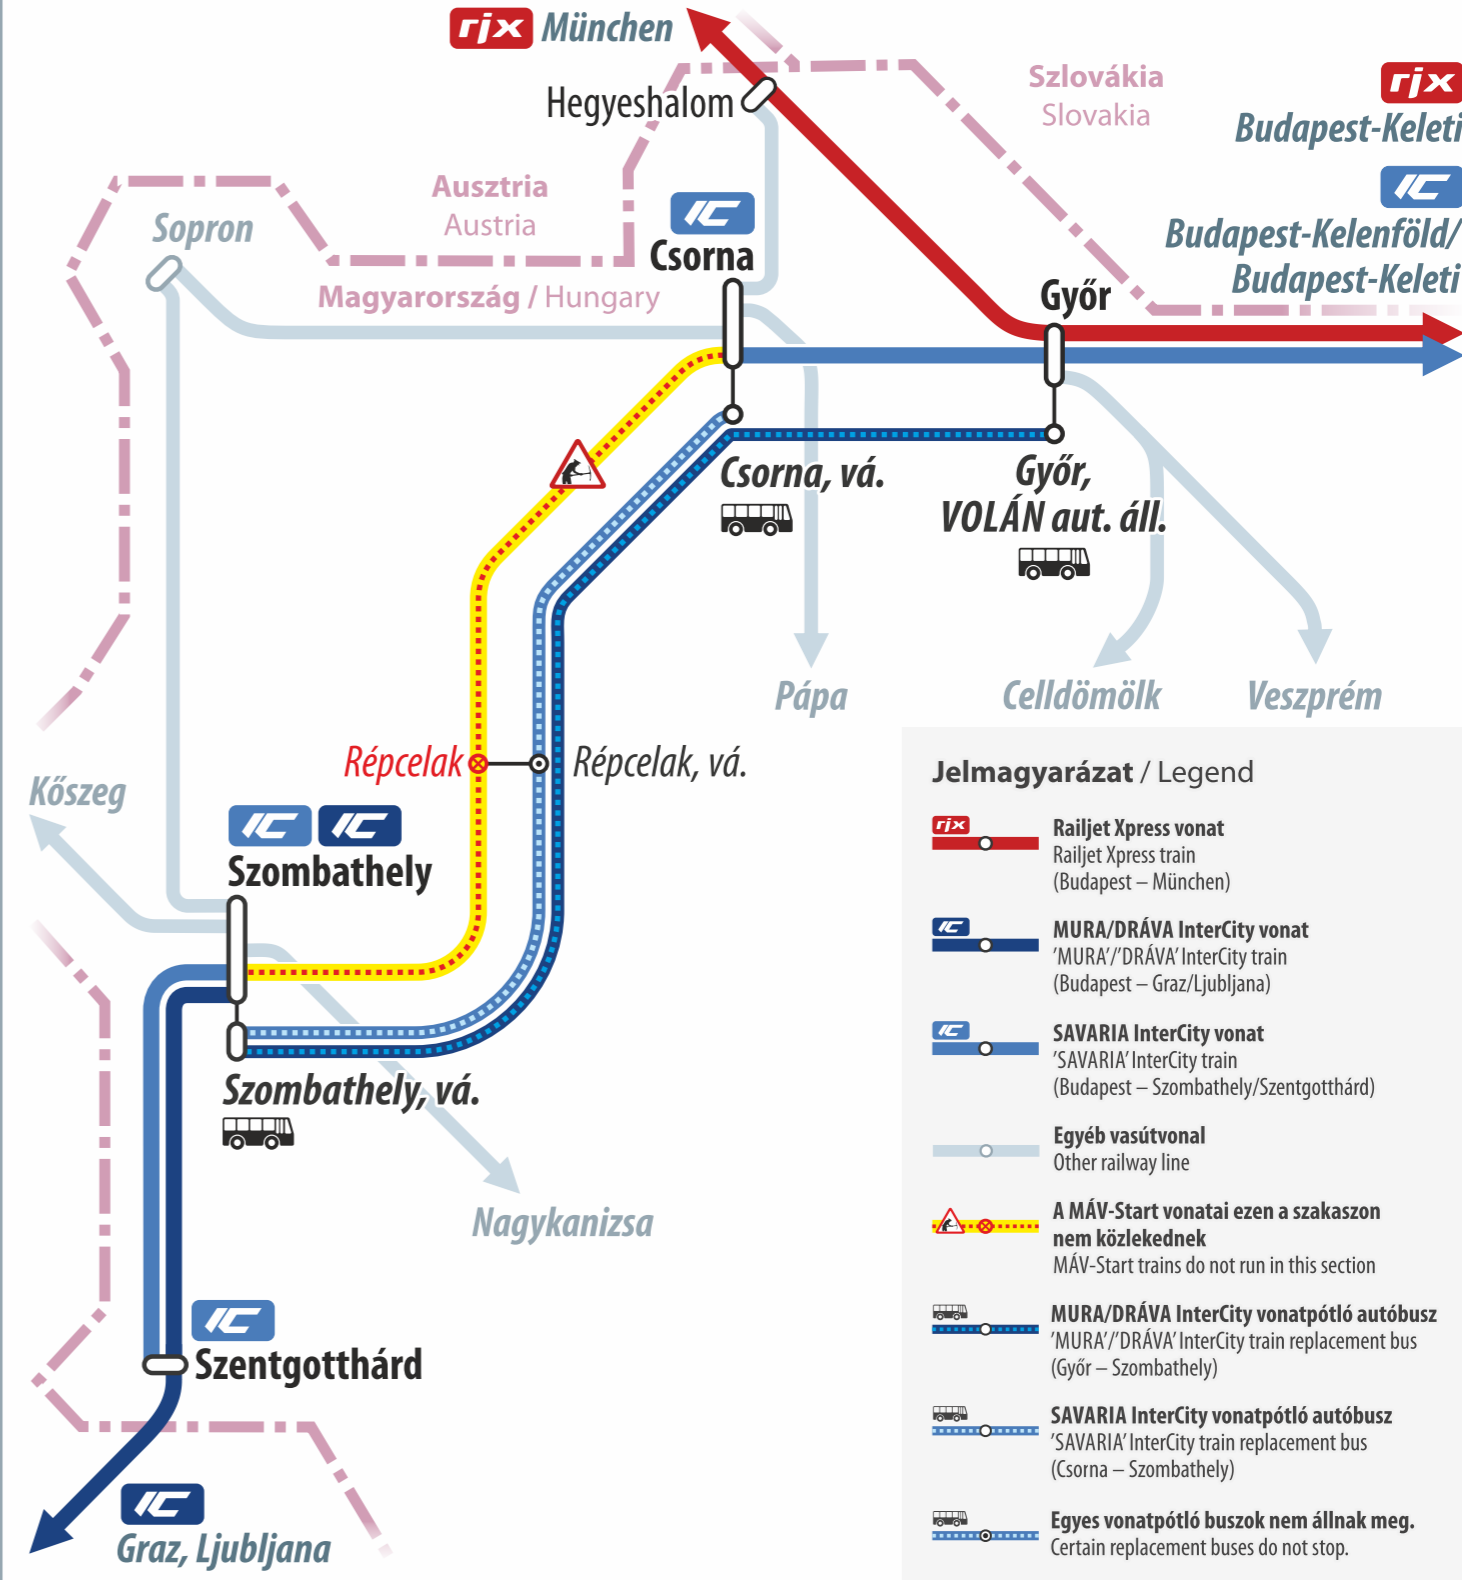 rjx München
Hegyeshalom
Szlovákia
Slovakia
rjx
Budapest-Keleti
IC
Budapest-Kelenföld/
Budapest-Keleti
Ausztria
Austria
Sopron
IC
Csorna
Magyarország / Hungary
Győr
Csorna, vá.
Győr,
VOLÁN aut. áll.
Pápa
Celldömölk
Veszprém
Répcelak
Répcelak, vá.
Kőszeg
IC IC
Szombathely
Szombathely, vá.
Nagykanizsa
IC
Szentgotthárd
IC
Graz, Ljubljana
Jelmagyarázat / Legend
rjx
Railjet Xpress vonat
Railjet Xpress train
(Budapest – München)
IC
MURA/DRÁVA InterCity vonat
'MURA'/'DRÁVA' InterCity train
(Budapest – Graz/Ljubljana)
IC
SAVARIA InterCity vonat
'SAVARIA' InterCity train
(Budapest – Szombathely/Szentgotthárd)
Egyéb vasútvonal
Other railway line
A MÁV-Start vonatai ezen a szakaszon
nem közlekednek
MÁV-Start trains do not run in this section
MURA/DRÁVA InterCity vonatpótló autóbusz
'MURA'/'DRÁVA' InterCity train replacement bus
(Győr – Szombathely)
SAVARIA InterCity vonatpótló autóbusz
'SAVARIA' InterCity train replacement bus
(Csorna – Szombathely)
Egyes vonatpótló buszok nem állnak meg.
Certain replacement buses do not stop.